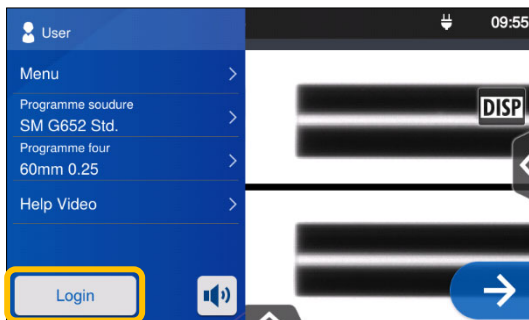 User
09:55
Menu
Programme soudure
SM G652 Std.
Programme four
60mm 0.25
Help Video
Login
DISP